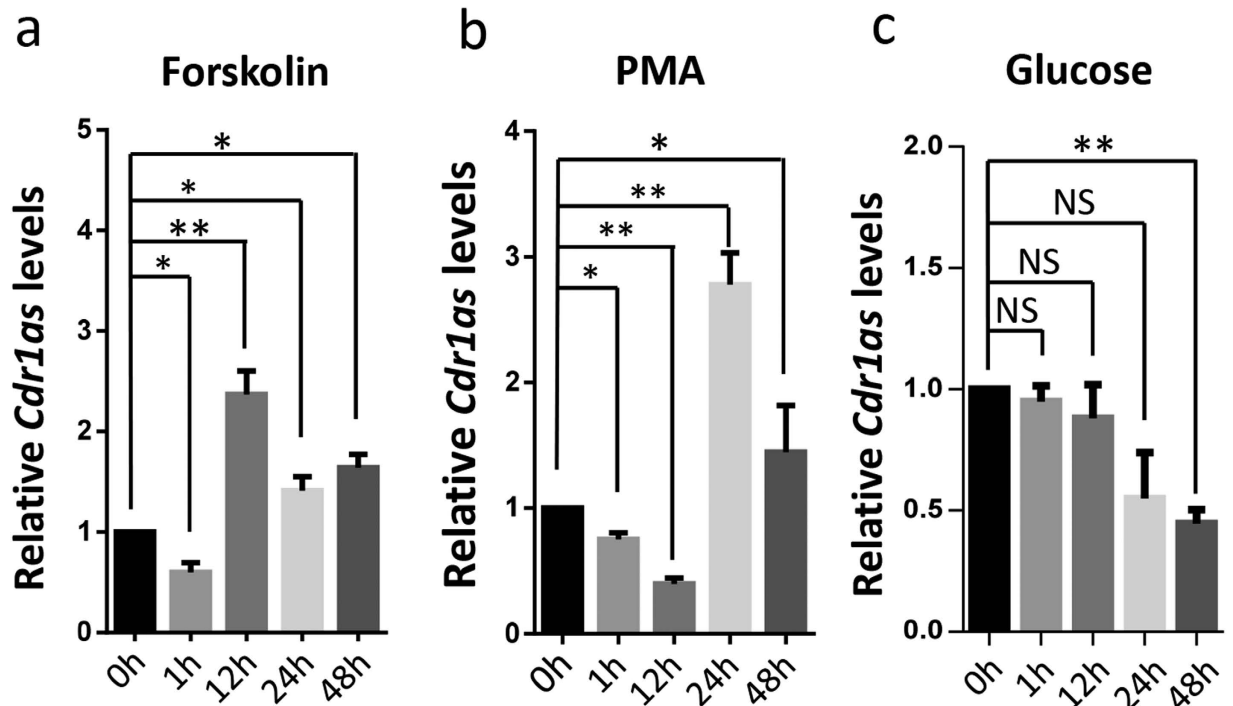 a
Forskolin
Relative Cdr1as levels
5
4
3
2
1
0
*
*
**
*
0h
1h
12h
24h
48h
b
PMA
Relative Cdr1as levels
4
3
2
1
0
*
**
**
*
0h
1h
12h
24h
48h
c
Glucose
Relative Cdr1as levels
2.0
1.5
1.0
0.5
0.0
**
NS
NS
NS
0h
1h
12h
24h
48h